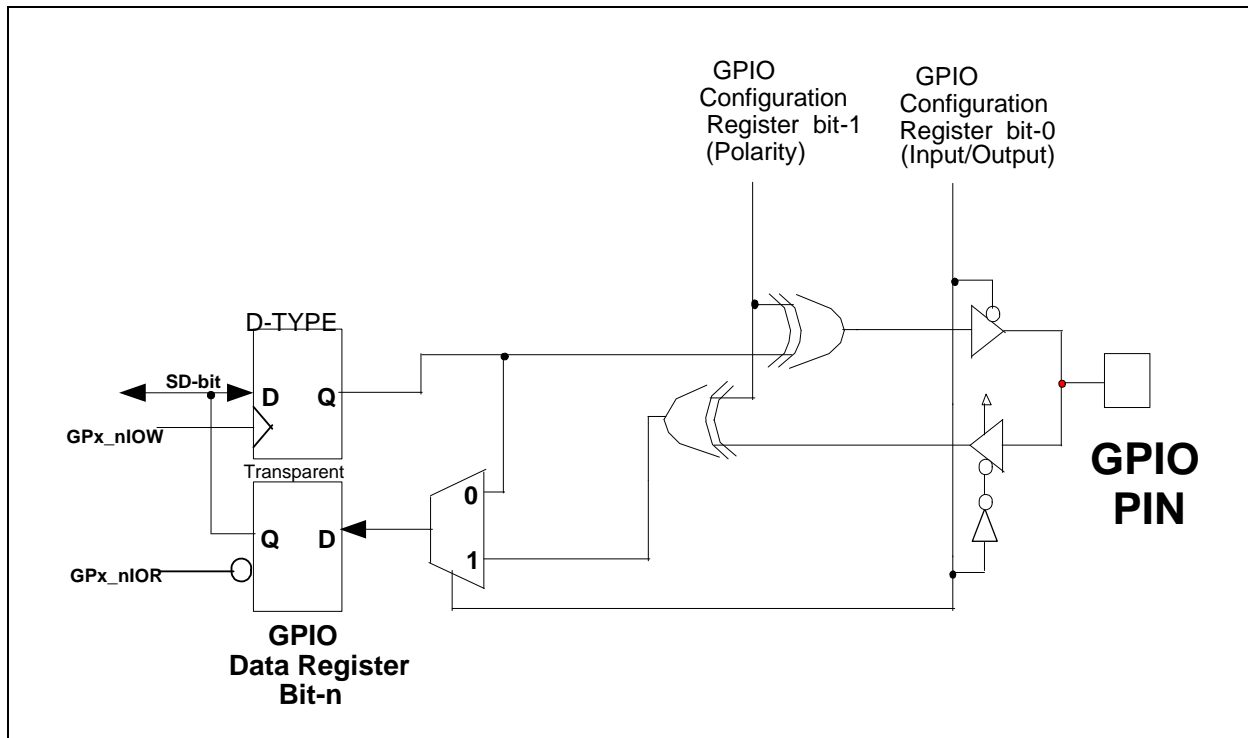 GPIO
Configuration
Register bit-1
(Polarity)
GPIO
Configuration
Register bit-0
(Input/Output)
D-TYPE
SD-bit
D
Q
GPx_nIOW
Transparent
0
Q
D
1
GPx_nIOR
GPIO
Data Register
Bit-n
GPIO
PIN